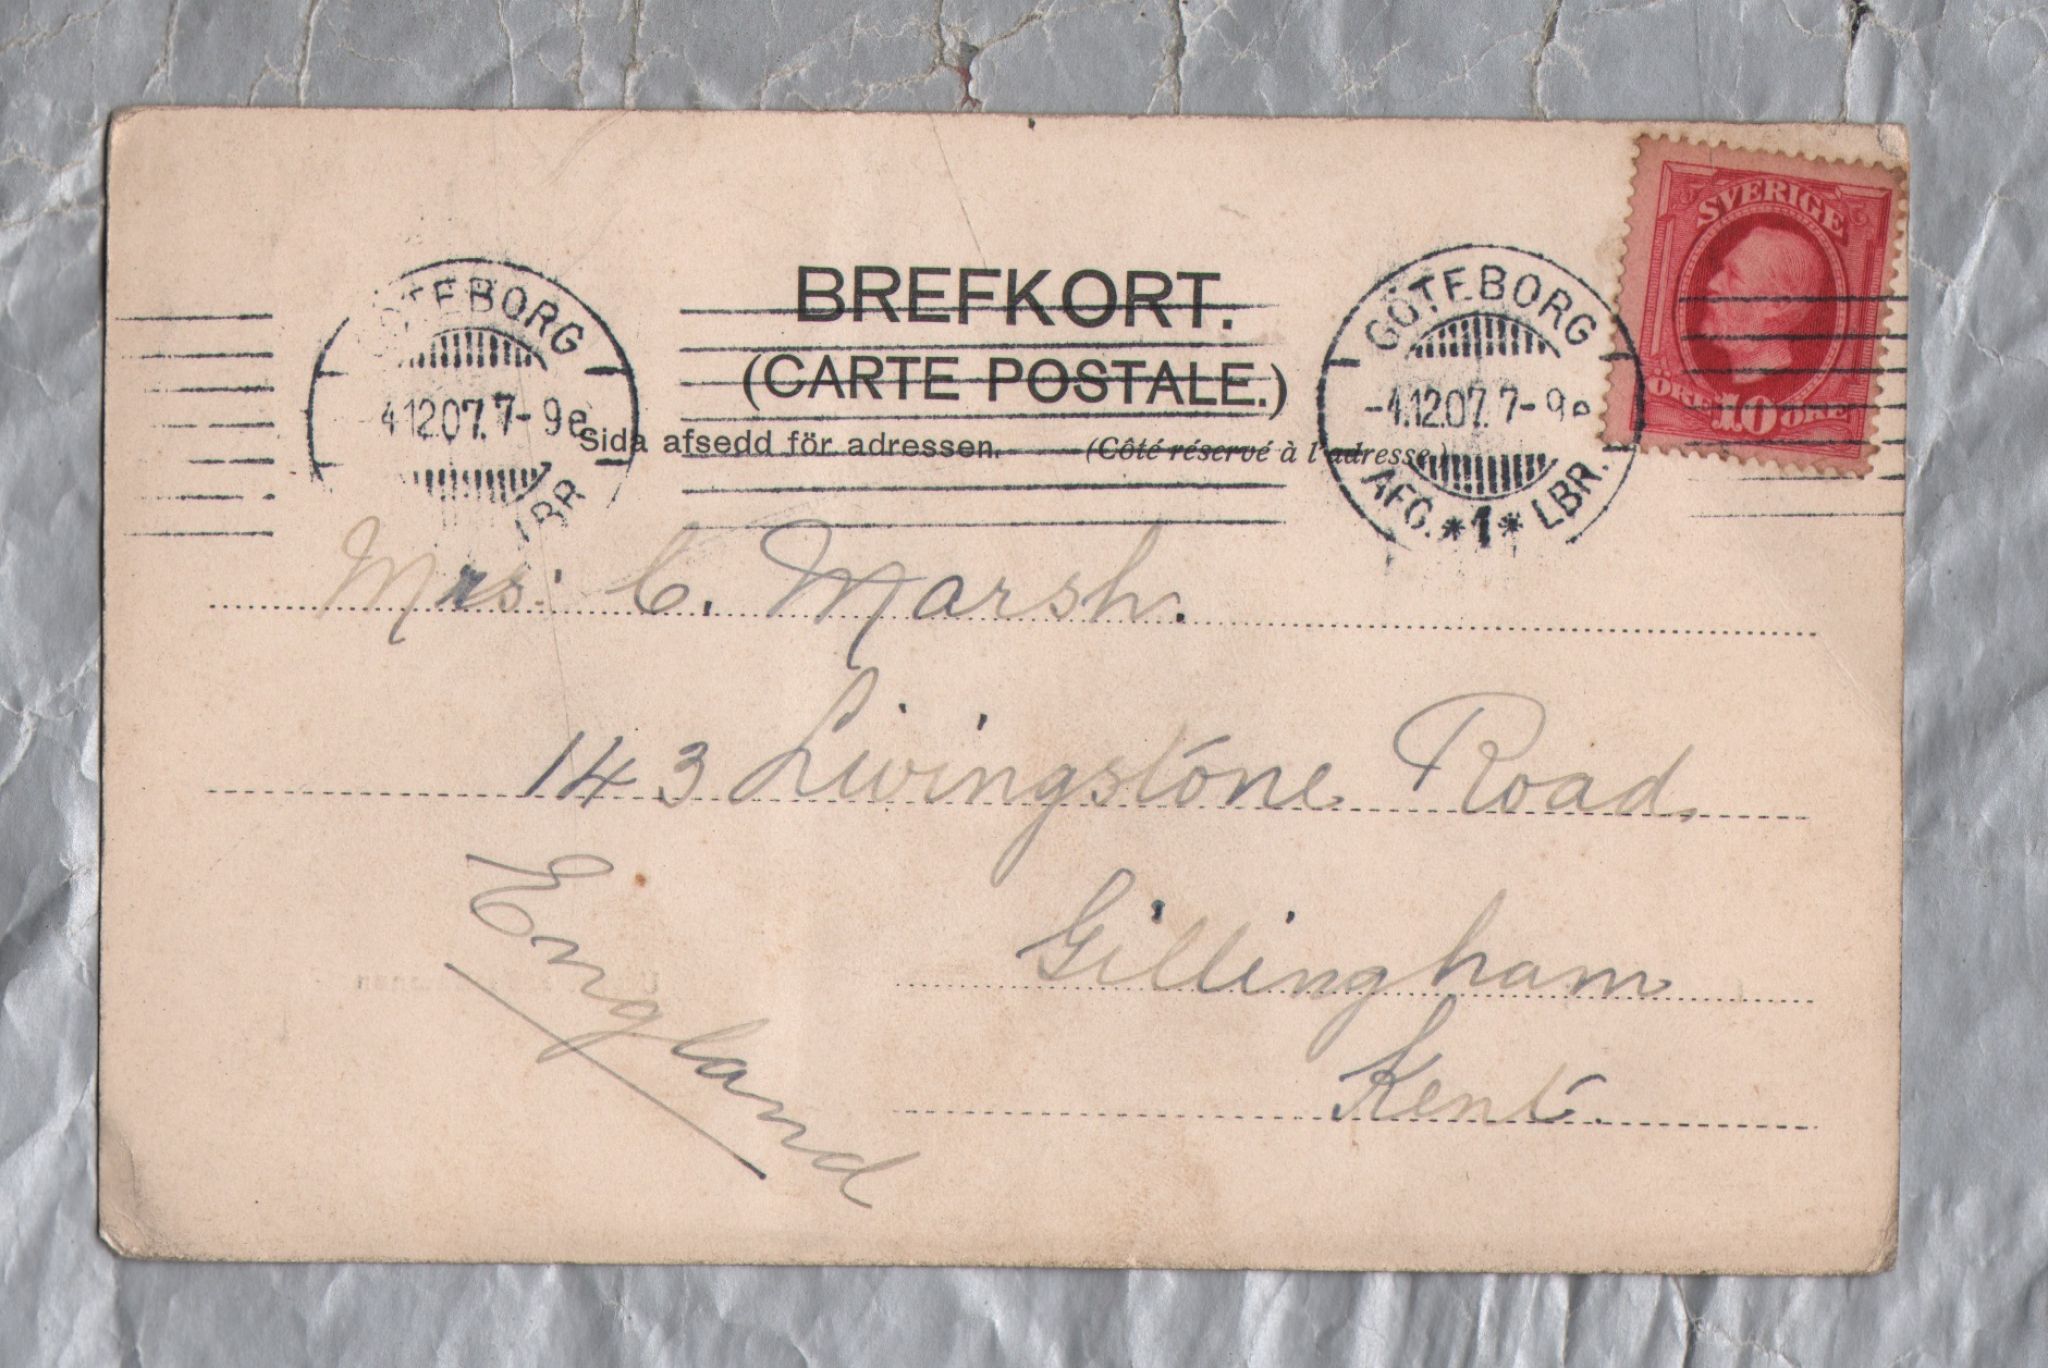 SVERIGE
ÖRE 10 ÖRE
GÖTEBORG
-4.12.07. 7-9e
AFG. *1* LBR.
GÖTEBORG
4.12.07. 7-9e
LBR
BREFKORT.
(CARTE POSTALE.)
Sida afsedd för adressen. (Côté réservé à l'adresse.)
Mrs. C. Marsh.
143 Livingstone Road,
Gillingham
Kent.
England